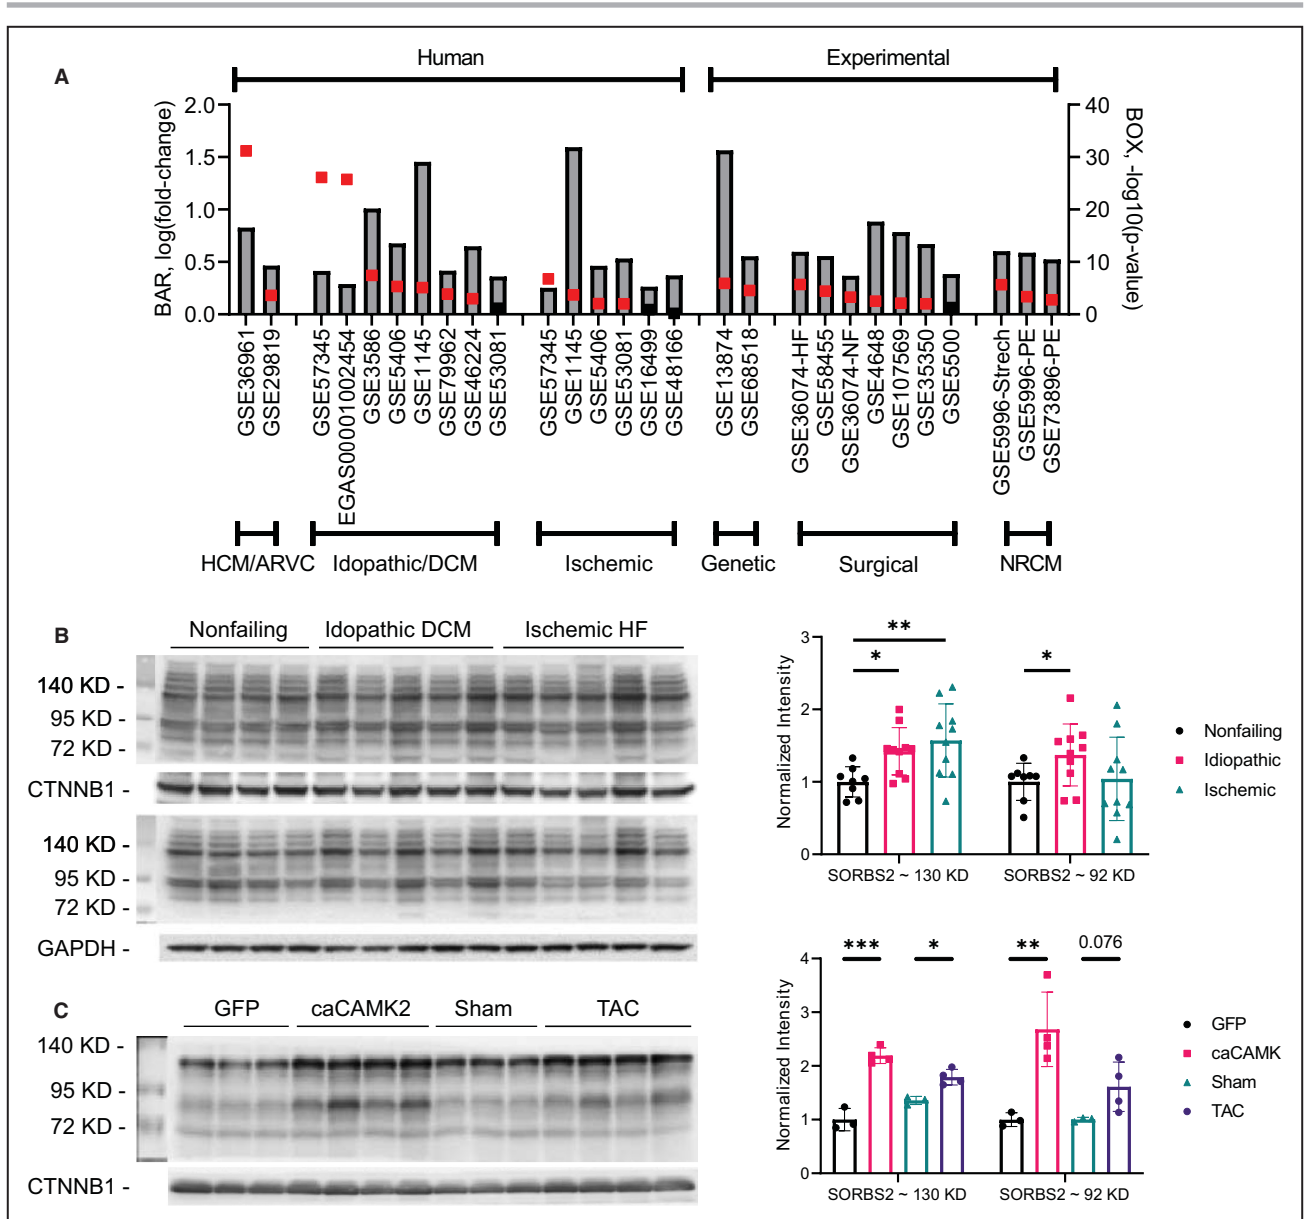 A
Human
Experimental
BAR, log(fold-change)
2.0
1.5
1.0
0.5
0.0
40
30
20
10
0
BOX, -log10(p-value)
GSE36961
GSE29819
GSE57345
EGAS00001002454
GSE3586
GSE5406
GSE1145
GSE79962
GSE46224
GSE53081
GSE57345
GSE1145
GSE5406
GSE53081
GSE16499
GSE48166
GSE13874
GSE68518
GSE36074-HF
GSE58455
GSE36074-NF
GSE4648
GSE107569
GSE35350
GSE5500
GSE5996-Strech
GSE5996-PE
GSE73896-PE
HCM/ARVC
Idopathic/DCM
Ischemic
Genetic
Surgical
NRCM
B
Nonfailing
Idopathic DCM
Ischemic HF
140 KD -
95 KD -
72 KD -
CTNNB1 -
140 KD -
95 KD -
72 KD -
GAPDH -
Normalized Intensity
3
2
1
0
**
*
*
SORBS2 ~ 130 KD
SORBS2 ~ 92 KD
Nonfailing
Idiopathic
Ischemic
C
GFP
caCAMK2
Sham
TAC
140 KD -
95 KD -
72 KD -
CTNNB1 -
Normalized Intensity
4
3
2
1
0
***
*
**
0.076
SORBS2 ~ 130 KD
SORBS2 ~ 92 KD
GFP
caCAMK
Sham
TAC